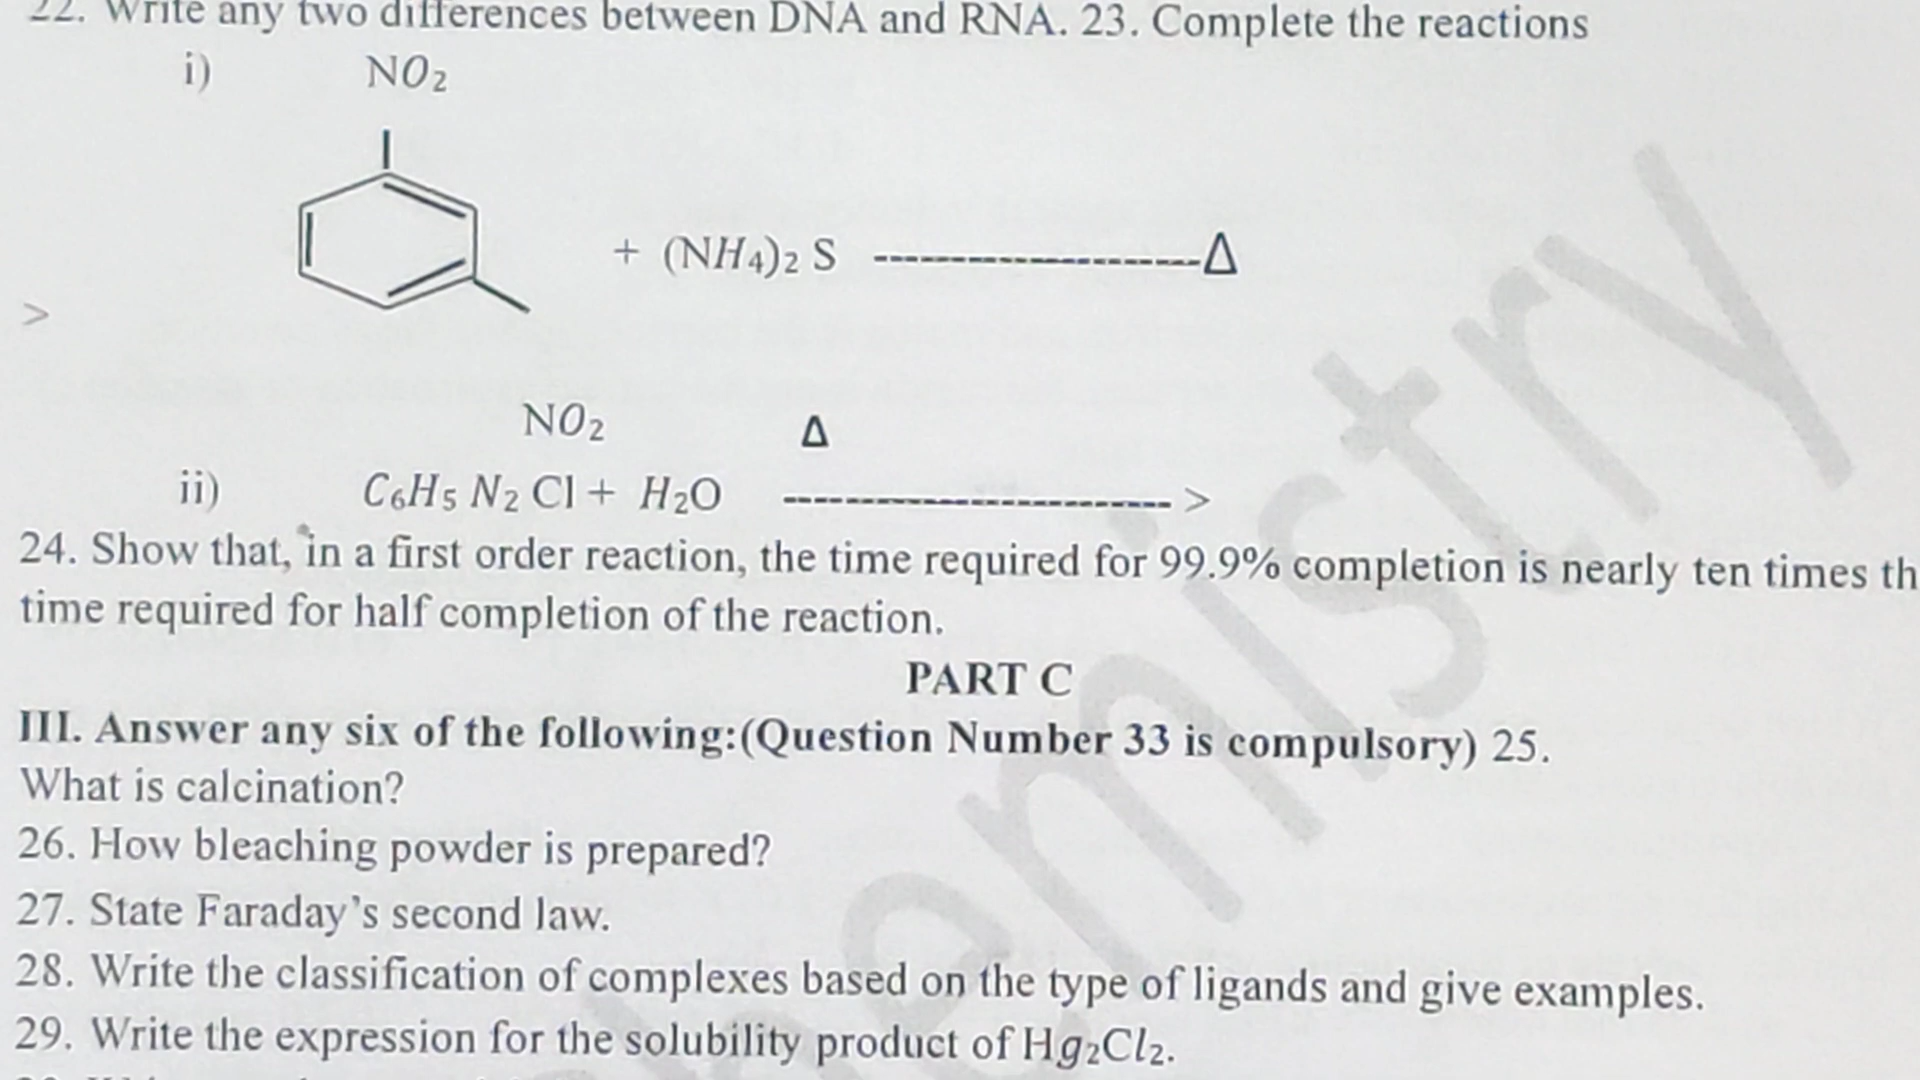 22. Write any two differences between DNA and RNA. 23. Complete the reactions
i) NO₂
+ (NH₄)₂ S --------------------Δ
>
NO₂ Δ
ii) C₆H₅ N₂ Cl + H₂O ------------------------ >
24. Show that, in a first order reaction, the time required for 99.9% completion is nearly ten times th
time required for half completion of the reaction.
PART C
III. Answer any six of the following:(Question Number 33 is compulsory) 25.
What is calcination?
26. How bleaching powder is prepared?
27. State Faraday's second law.
28. Write the classification of complexes based on the type of ligands and give examples.
29. Write the expression for the solubility product of Hg₂Cl₂.
hemistry